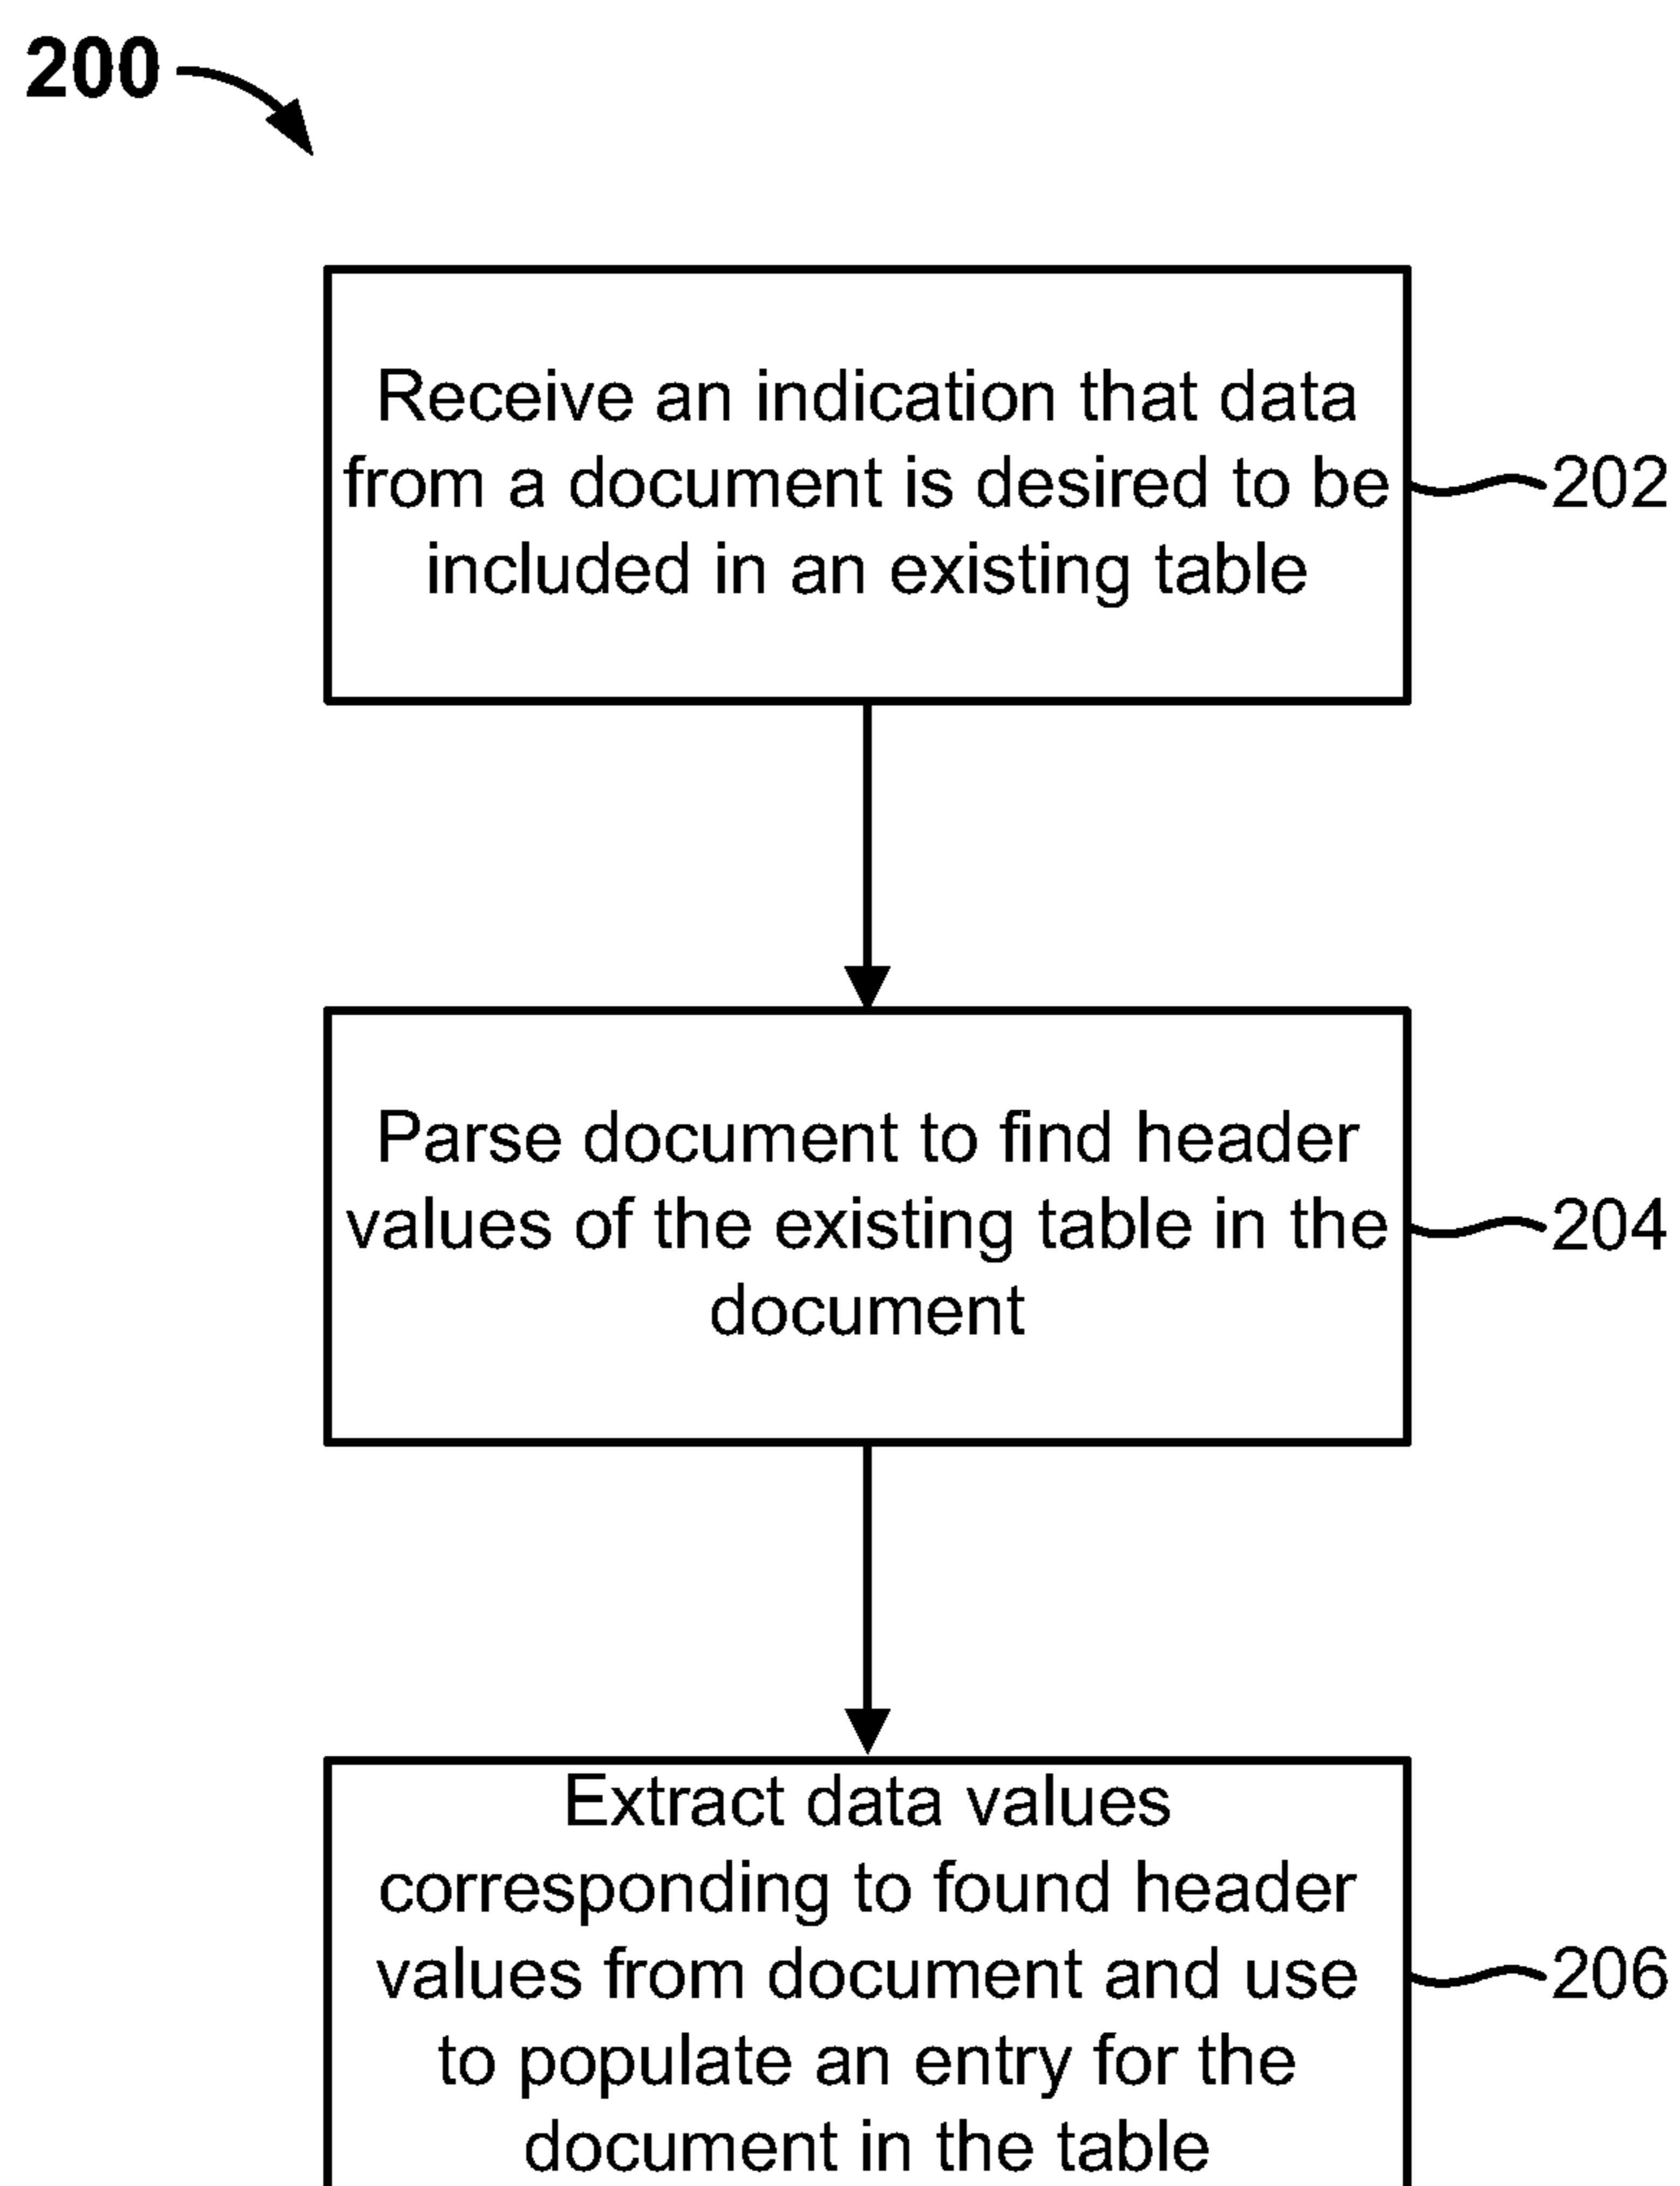 200
Receive an indication that data
from a document is desired to be
included in an existing table
202
Parse document to find header
values of the existing table in the
document
204
Extract data values
corresponding to found header
values from document and use
to populate an entry for the
document in the table
206